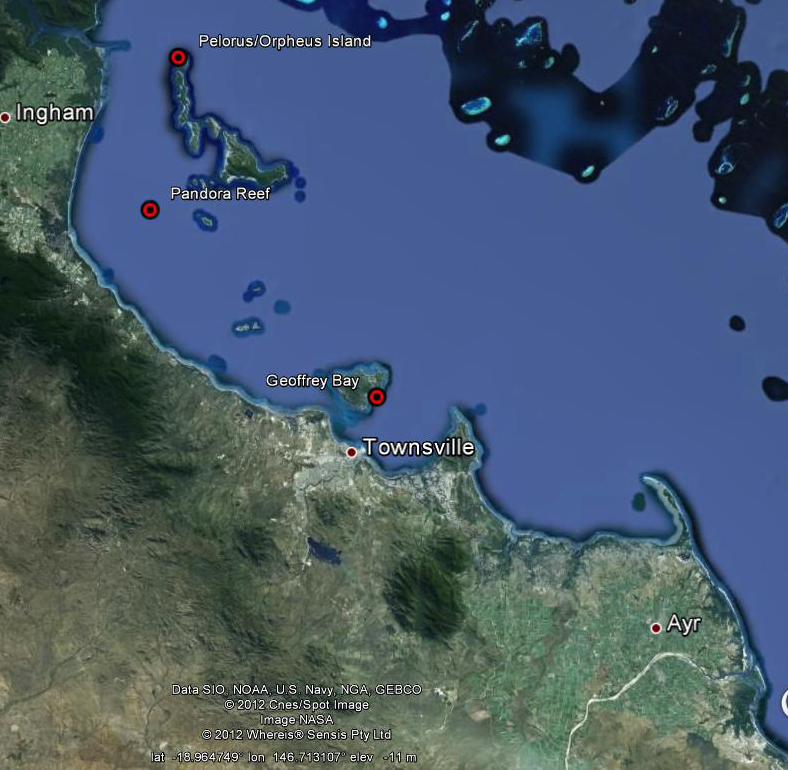 Pelorus/Orpheus Island
Ingham
Pandora Reef
Geoffrey Bay
Townsville
Ayr
Data SIO, NOAA, U.S. Navy, NGA, GEBCO
© 2012 Cnes/Spot Image
Image NASA
© 2012 Whereis® Sensis Pty Ltd
lat -18.964749° lon 146.713107° elev -11 m